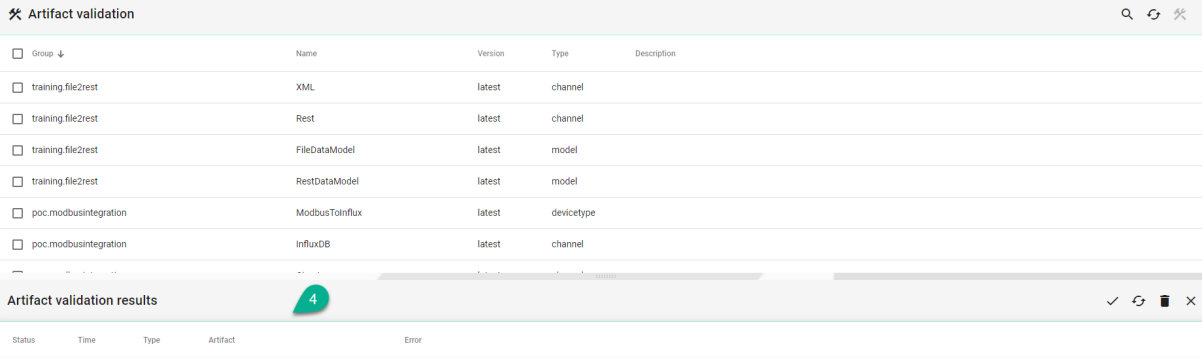 Artifact validation
Group Name Version Type Description
training.file2rest XML latest channel
training.file2rest Rest latest channel
training.file2rest FileDataModel latest model
training.file2rest RestDataModel latest model
poc.modbusintegration ModbusToInflux latest devicetype
poc.modbusintegration InfluxDB latest channel
Artifact validation results 4
Status Time Type Artifact Error